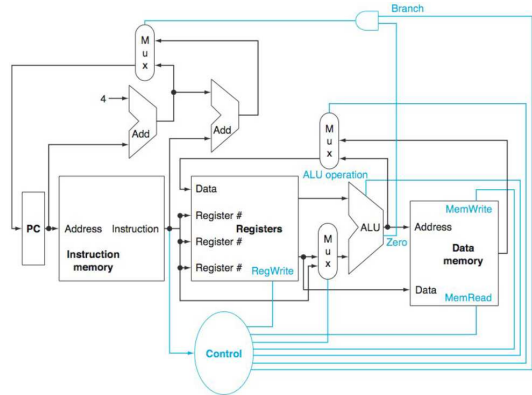 Branch
M
u
x
4
Add
Add
M
u
x
ALU operation
Data
MemWrite
PC
Address
Instruction
Register #
Registers
ALU
Address
Instruction
memory
Register #
M
u
x
Zero
Data
memory
Register #
RegWrite
Data
MemRead
Control